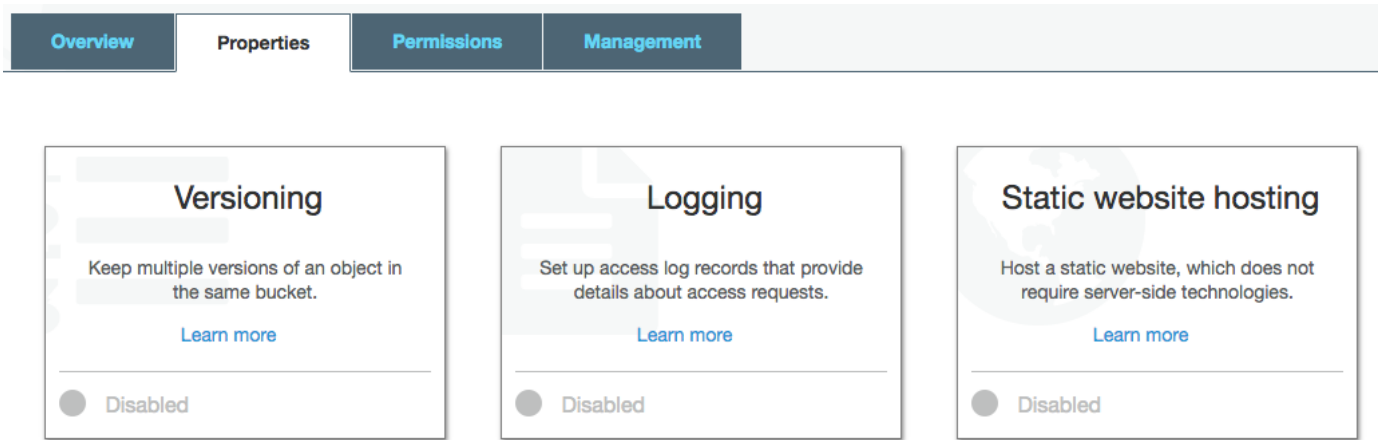 Overview
Properties
Permissions
Management
Versioning
Keep multiple versions of an object in
the same bucket.
Learn more
Disabled
Logging
Set up access log records that provide
details about access requests.
Learn more
Disabled
Static website hosting
Host a static website, which does not
require server-side technologies.
Learn more
Disabled